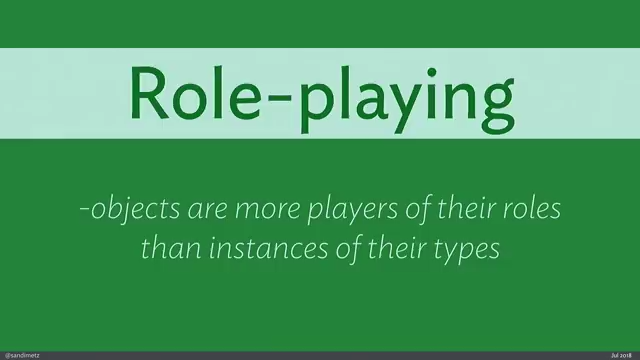 Role-playing
-objects are more players of their roles
than instances of their types
@sandimetz
Jul 2018